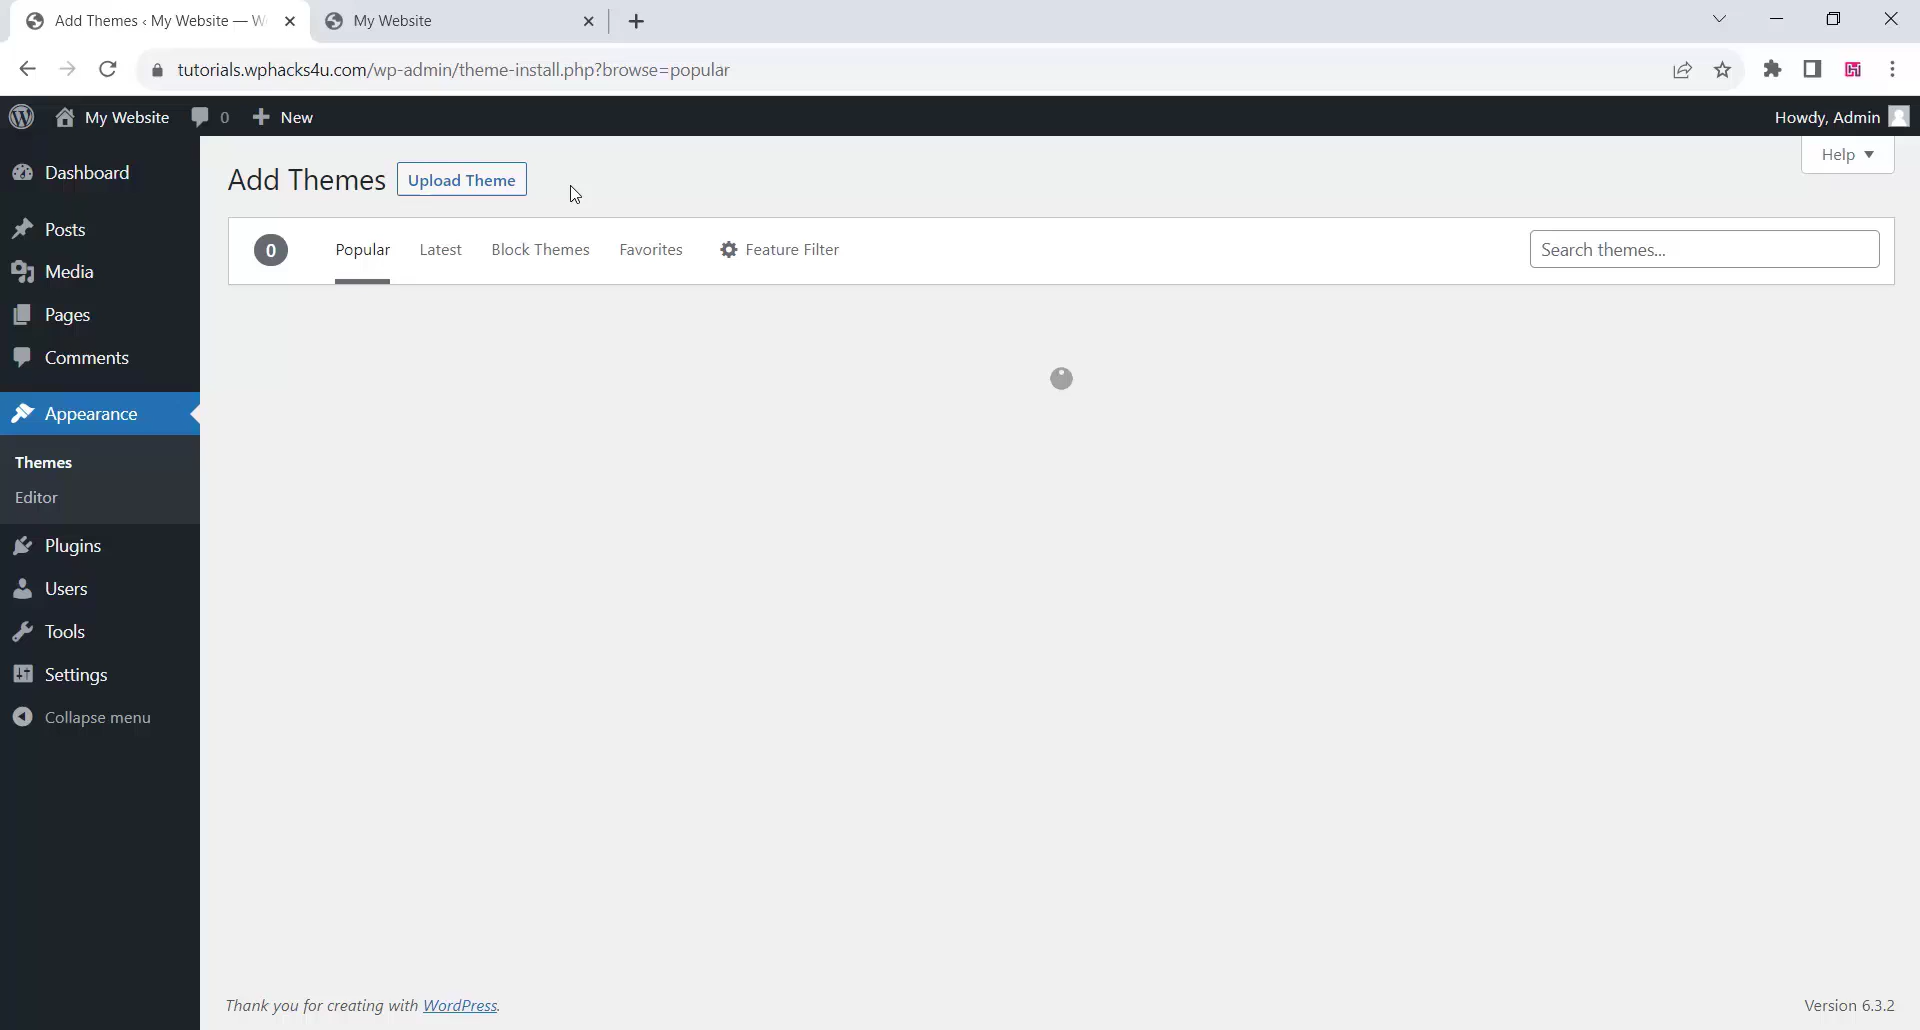 Add Themes ‹ My Website — W
My Website
tutorials.wphacks4u.com/wp-admin/theme-install.php?browse=popular
My Website
0
New
Howdy, Admin
Help
Dashboard
Posts
Media
Pages
Comments
Appearance
Themes
Editor
Plugins
Users
Tools
Settings
Collapse menu
Add Themes
Upload Theme
0
Popular
Latest
Block Themes
Favorites
Feature Filter
Search themes...
Thank you for creating with WordPress.
Version 6.3.2